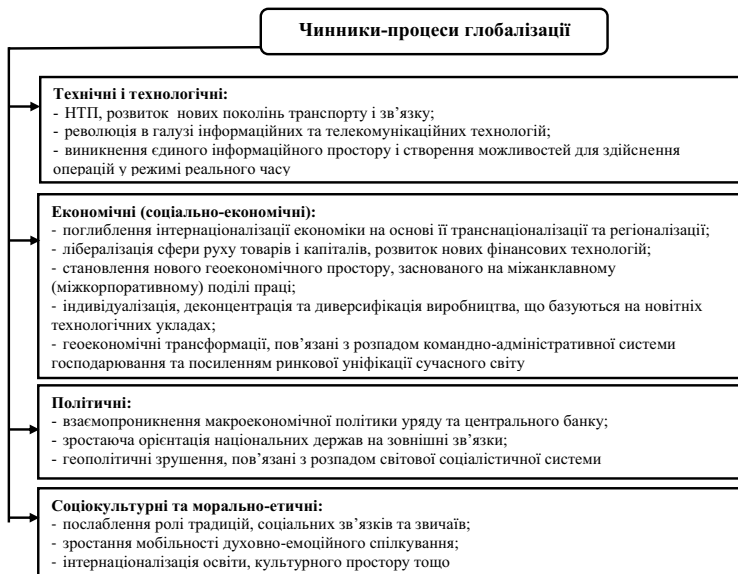 Чинники-процеси глобалізації
Технічні і технологічні:
- НТП, розвиток нових поколінь транспорту і зв’язку;
- революція в галузі інформаційних та телекомунікаційних технологій;
- виникнення єдиного інформаційного простору і створення можливостей для здійснення
операцій у режимі реального часу
Економічні (соціально-економічні):
- поглиблення інтернаціоналізації економіки на основі її транснаціоналізації та регіоналізації;
- лібералізація сфери руху товарів і капіталів, розвиток нових фінансових технологій;
- становлення нового геоекономічного простору, заснованого на міжанклавному
(міжкорпоративному) поділі праці;
- індивідуалізація, деконцентрація та диверсифікація виробництва, що базуються на новітніх
технологічних укладах;
- геоекономічні трансформації, пов’язані з розпадом командно-адміністративної системи
господарювання та посиленням ринкової уніфікації сучасного світу
Політичні:
- взаємопроникнення макроекономічної політики уряду та центрального банку;
- зростаюча орієнтація національних держав на зовнішні зв’язки;
- геополітичні зрушення, пов’язані з розпадом світової соціалістичної системи
Соціокультурні та морально-етичні:
- послаблення ролі традицій, соціальних зв’язків та звичаїв;
- зростання мобільності духовно-емоційного спілкування;
- інтернаціоналізація освіти, культурного простору тощо